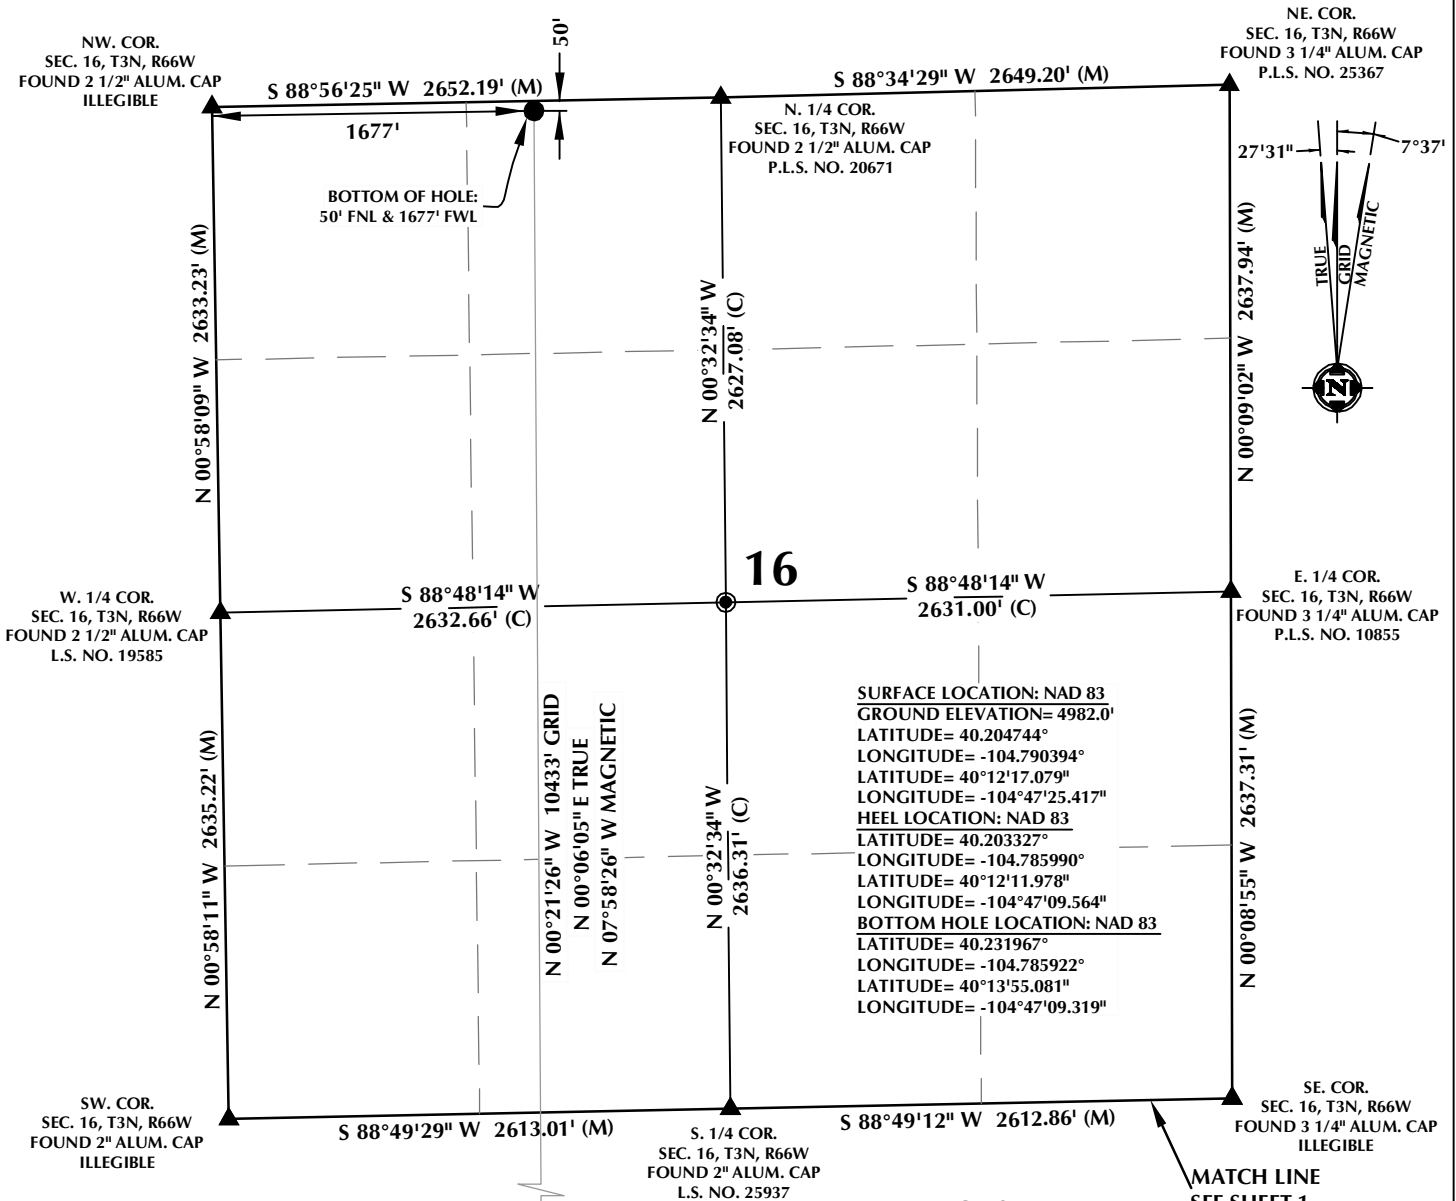 NW. COR.
SEC. 16, T3N, R66W
FOUND 2 1/2" ALUM. CAP
ILLEGIBLE
S 88°56'25" W 2652.19' (M)
50'
1677'
S 88°34'29" W 2649.20' (M)
NE. COR.
SEC. 16, T3N, R66W
FOUND 3 1/4" ALUM. CAP
P.L.S. NO. 25367
N. 1/4 COR.
SEC. 16, T3N, R66W
FOUND 2 1/2" ALUM. CAP
P.L.S. NO. 20671
27'31"
7°37'
TRUE
GRID
MAGNETIC
N
BOTTOM OF HOLE:
50' FNL & 1677' FWL
N 00°58'09" W 2633.23' (M)
N 00°32'34" W
2627.08' (C)
N 00°09'02" W 2637.94' (M)
16
W. 1/4 COR.
SEC. 16, T3N, R66W
FOUND 2 1/2" ALUM. CAP
L.S. NO. 19585
S 88°48'14" W
2632.66' (C)
S 88°48'14" W
2631.00' (C)
E. 1/4 COR.
SEC. 16, T3N, R66W
FOUND 3 1/4" ALUM. CAP
P.L.S. NO. 10855
N 00°58'11" W 2635.22' (M)
N 00°21'26" W 10433' GRID
N 00°06'05" E TRUE
N 07°58'26" W MAGNETIC
N 00°32'34" W
2636.31' (C)
SURFACE LOCATION: NAD 83
GROUND ELEVATION= 4982.0'
LATITUDE= 40.204744°
LONGITUDE= -104.790394°
LATITUDE= 40°12'17.079"
LONGITUDE= -104°47'25.417"
HEEL LOCATION: NAD 83
LATITUDE= 40.203327°
LONGITUDE= -104.785990°
LATITUDE= 40°12'11.978"
LONGITUDE= -104°47'09.564"
BOTTOM HOLE LOCATION: NAD 83
LATITUDE= 40.231967°
LONGITUDE= -104.785922°
LATITUDE= 40°13'55.081"
LONGITUDE= -104°47'09.319"
N 00°08'55" W 2637.31' (M)
SW. COR.
SEC. 16, T3N, R66W
FOUND 2" ALUM. CAP
ILLEGIBLE
S 88°49'29" W 2613.01' (M)
S. 1/4 COR.
SEC. 16, T3N, R66W
FOUND 2" ALUM. CAP
L.S. NO. 25937
S 88°49'12" W 2612.86' (M)
SE. COR.
SEC. 16, T3N, R66W
FOUND 3 1/4" ALUM. CAP
ILLEGIBLE
MATCH LINE
SEE SHEET 1